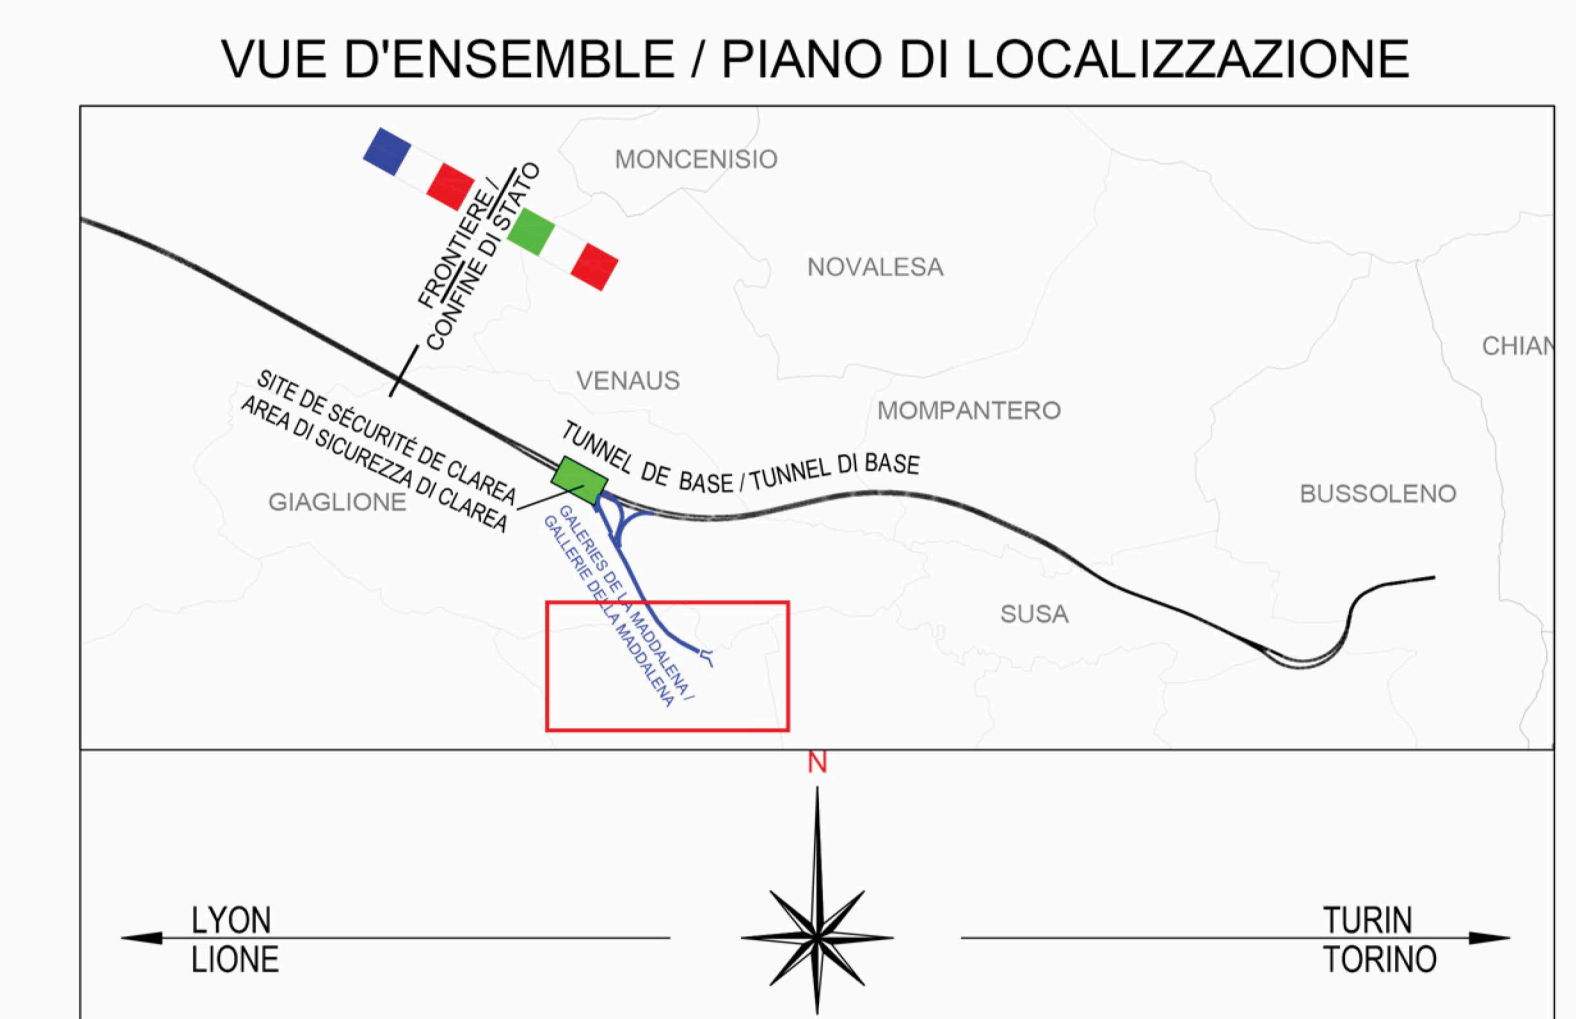 VUE D'ENSEMBLE / PIANO DI LOCALIZZAZIONE
MONCENISIO
FRONTIERE /
CONFINE DI STATO
NOVALESA
CHIAN
VENAUS
SITE DE SÉCURITÉ DE CLAREA
AREA DI SICUREZZA DI CLAREA
MOMPANTERO
TUNNEL DE BASE / TUNNEL DI BASE
GIAGLIONE
BUSSOLENO
GALERIES DE LA MADDALENA /
GALLERIE DELLA MADDALENA
SUSA
N
LYON
LIONE
TURIN
TORINO